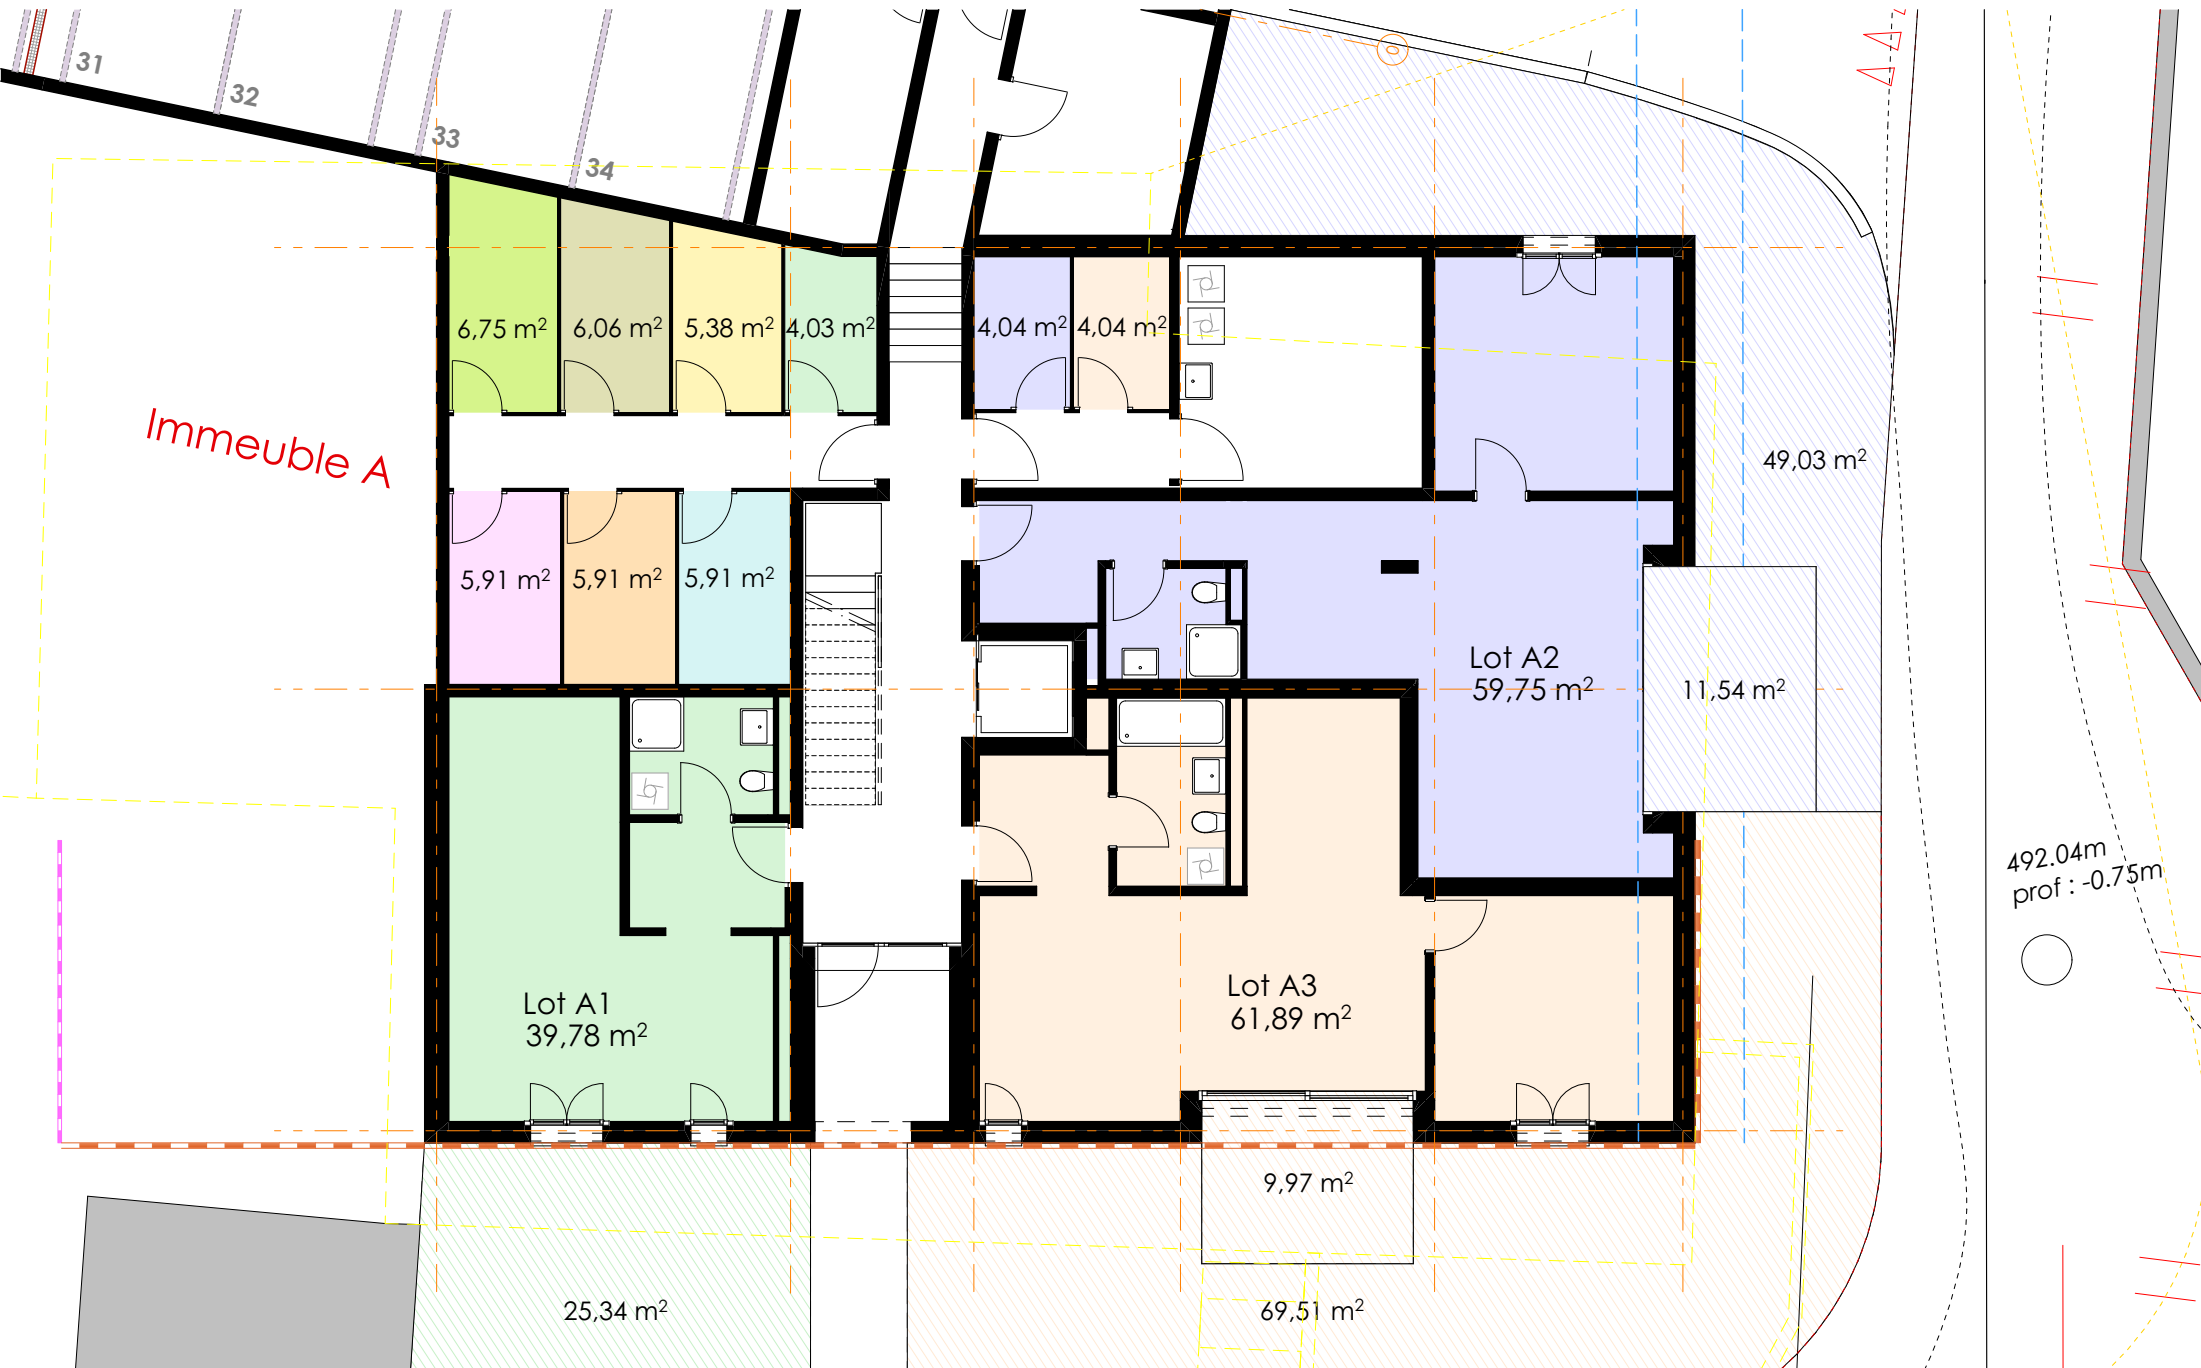 31
32
33
34
6,75 m²
6,06 m²
5,38 m²
4,03 m²
4,04 m²
4,04 m²
Immeuble A
49,03 m²
5,91 m²
5,91 m²
5,91 m²
Lot A2
59,75 m²
11,54 m²
492.04m
prof : -0.75m
Lot A1
39,78 m²
Lot A3
61,89 m²
9,97 m²
25,34 m²
69,51 m²